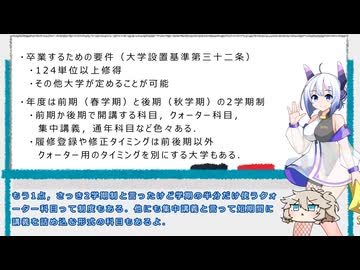 ・卒業するための要件（大学設置基準第三十二条）
・124単位以上修得
・その他大学が定めることが可能
・年度は前期（春学期）と後期（秋学期）の2学期制
・前期か後期で開講する科目，クォーター科目，
集中講義，通年科目など色々ある．
・履修登録や修正タイミングは前後期以外
クォーター用のタイミングを別にする大学もある．
もう1点，さっき2学期制と言ったけど学期の半分だけ使うクォ
ーター科目って制度もある．他にも集中講義と言って短期間に
講義を詰め込む形式の科目もあるよ．